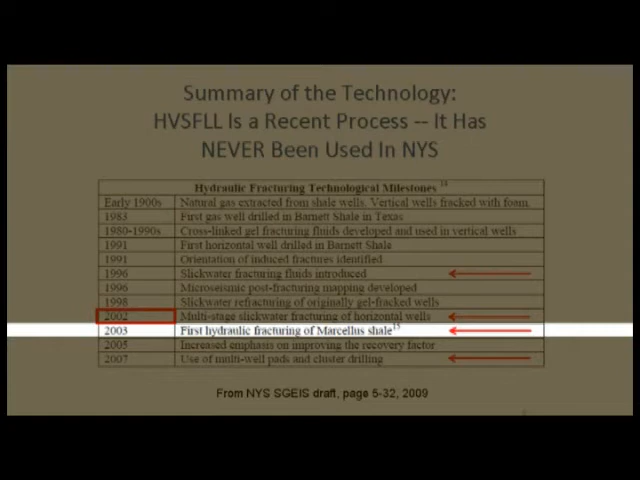 Summary of the Technology:
HVSFLL Is a Recent Process -- It Has
NEVER Been Used In NYS
Hydraulic Fracturing Technological Milestones 14
Early 1900s Natural gas extracted from shale wells. Vertical wells fracked with foam.
1983 First gas well drilled in Barnett Shale in Texas
1980-1990s Cross-linked gel fracturing fluids developed and used in vertical wells
1991 First horizontal well drilled in Barnett Shale
1991 Orientation of induced fractures identified
1996 Slickwater fracturing fluids introduced
1996 Microseismic post-fracturing mapping developed
1998 Slickwater refracturing of originally gel-fracked wells
2002 Multi-stage slickwater fracturing of horizontal wells
2003 First hydraulic fracturing of Marcellus shale 15
2005 Increased emphasis on improving the recovery factor
2007 Use of multi-well pads and cluster drilling
From NYS SGEIS draft, page 5-32, 2009